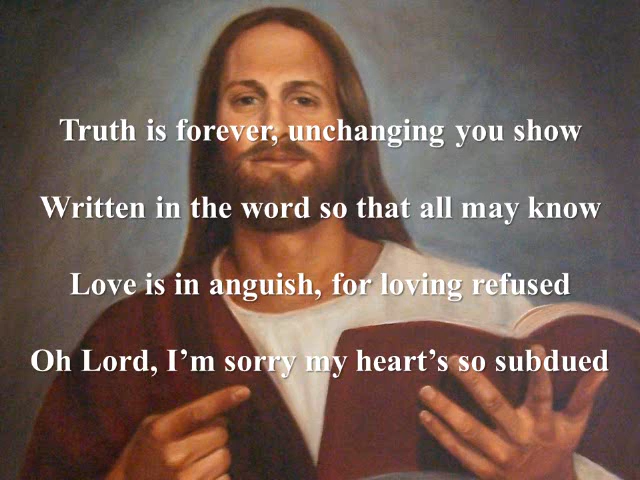 Truth is forever, unchanging you show
Written in the word so that all may know
Love is in anguish, for loving refused
Oh Lord, I’m sorry my heart’s so subdued